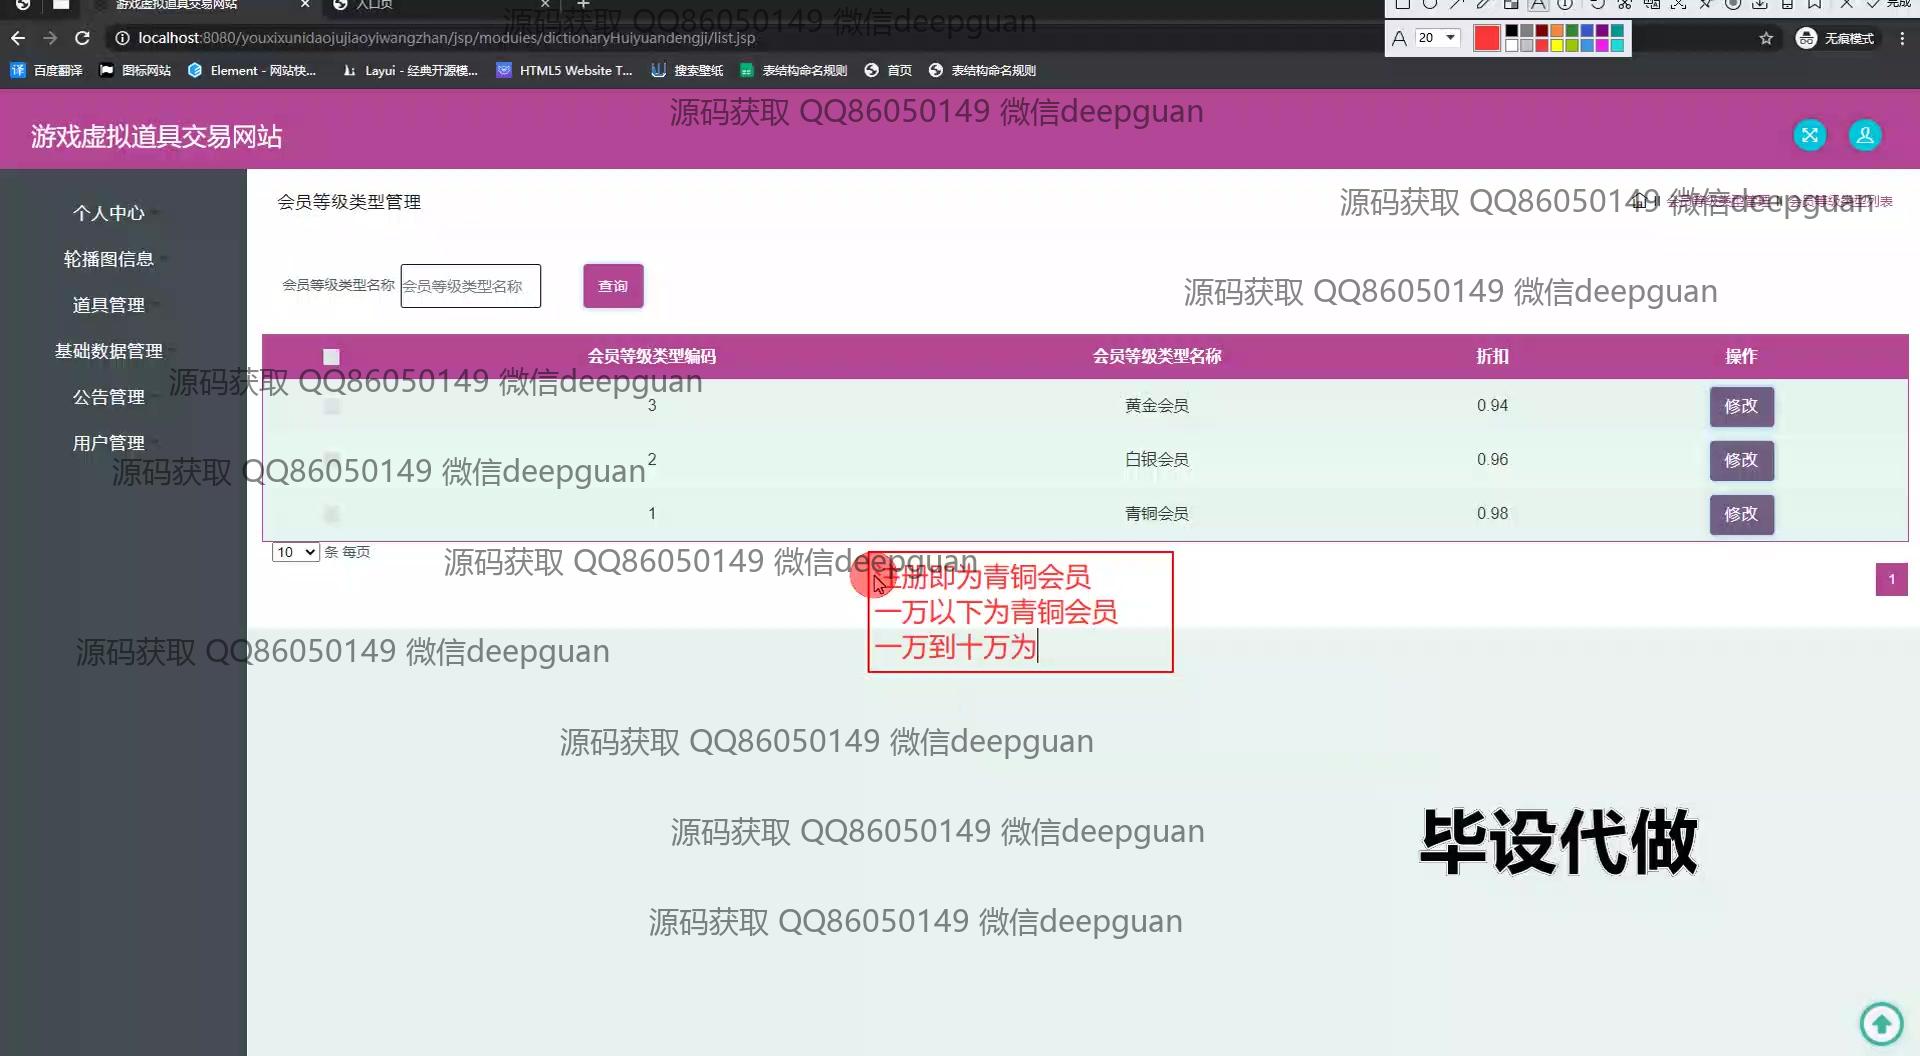 游戏虚拟道具交易网站
入口页
完成
localhost:8080/youxixunidaojujiaoyiwangzhan/jsp/modules/dictionaryHuiyuandengji/list.jsp
A 20
无痕模式
译 百度翻译 图标网站 Element - 网站快... Layui - 经典开源模... HTML5 Website T... 搜索壁纸 表结构命名规则 首页 表结构命名规则
源码获取 QQ86050149 微信deepguan
源码获取 QQ86050149 微信deepguan
游戏虚拟道具交易网站
个人中心
轮播图信息
道具管理
基础数据管理
公告管理
用户管理
会员等级类型管理
会员等级类型管理 会员等级类型列表
源码获取 QQ86050149 微信deepguan
会员等级类型名称 会员等级类型名称 查询
源码获取 QQ86050149 微信deepguan
会员等级类型编码 会员等级类型名称 折扣 操作
源码获取 QQ86050149 微信deepguan
3 黄金会员 0.94 修改
2 白银会员 0.96 修改
源码获取 QQ86050149 微信deepguan
1 青铜会员 0.98 修改
10 条 每页
源码获取 QQ86050149 微信deepguan
1
注册即为青铜会员
一万以下为青铜会员
一万到十万为
源码获取 QQ86050149 微信deepguan
源码获取 QQ86050149 微信deepguan
源码获取 QQ86050149 微信deepguan
毕设代做
源码获取 QQ86050149 微信deepguan